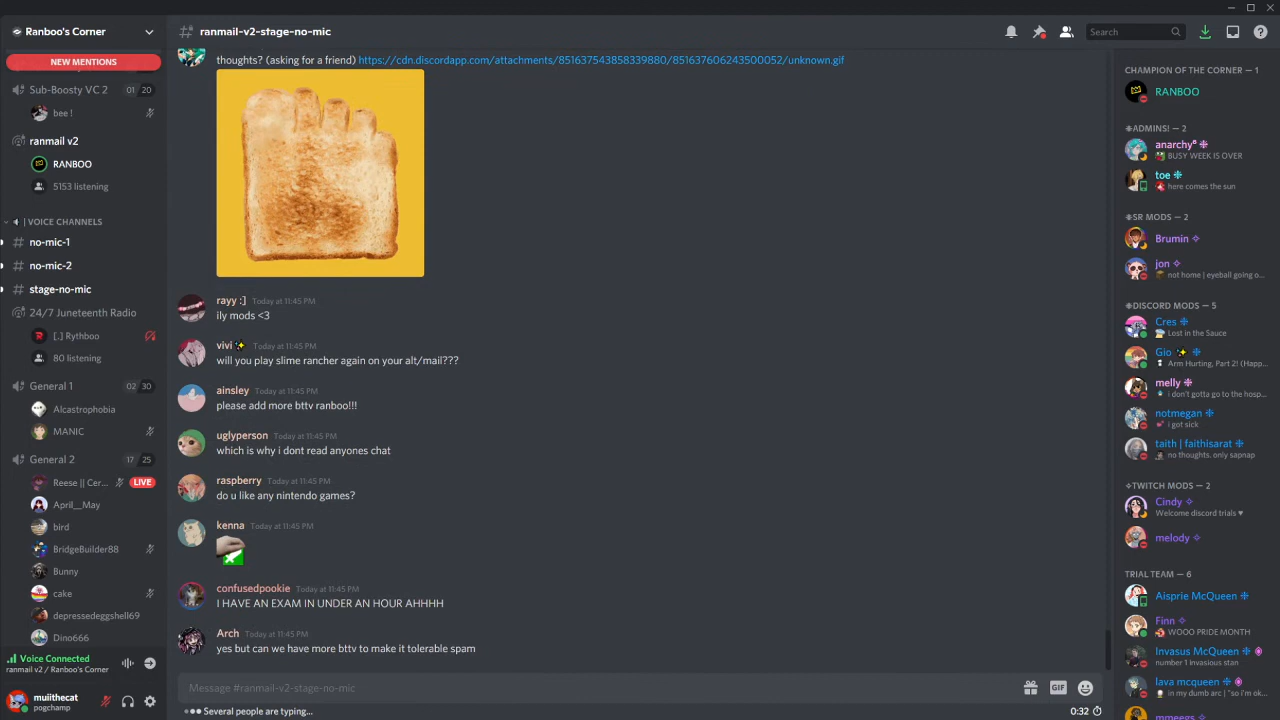 Ranboo's Corner
NEW MENTIONS
Sub-Boosty VC 2 01 20
bee !
ranmail v2
RANBOO
5153 listening
VOICE CHANNELS
no-mic-1
no-mic-2
stage-no-mic
24/7 Juneteenth Radio
[.] Rythboo
80 listening
General 1 02 30
Alcastrophobia
MANIC
General 2 17 25
Reese || Cer... LIVE
April__May
bird
BridgeBuilder88
Bunny
cake
depressedeggshell69
Dino666
Voice Connected
ranmail v2 / Ranboo's Corner
muiithecat
pogchamp
ranmail-v2-stage-no-mic
Search
thoughts? (asking for a friend) https://cdn.discordapp.com/attachments/851637543858339880/851637606243500052/unknown.gif
rayy :] Today at 11:45 PM
ily mods <3
vivi ✨ Today at 11:45 PM
will you play slime rancher again on your alt/mail???
ainsley Today at 11:45 PM
please add more bttv ranboo!!!
uglyperson Today at 11:45 PM
which is why i dont read anyones chat
raspberry Today at 11:45 PM
do u like any nintendo games?
kenna Today at 11:45 PM
confusedpookie Today at 11:45 PM
I HAVE AN EXAM IN UNDER AN HOUR AHHHH
Arch Today at 11:45 PM
yes but can we have more bttv to make it tolerable spam
Message #ranmail-v2-stage-no-mic
GIF
Several people are typing...
0:32
CHAMPION OF THE CORNER — 1
RANBOO
❉ADMINS! — 2
anarchy⁰ ❉
BUSY WEEK IS OVER
toe ❉
here comes the sun
❉SR MODS — 2
Brumin ✧
jon ✧
not home | eyeball going o...
❉DISCORD MODS — 5
Cres ❉
Lost in the Sauce
Gio ✨ ❉
Arm Hurting, Part 2! (Happ...
melly ❉
i don't gotta go to the hosp...
notmegan ❉
i got sick
taith | faithisarat ❉
no thoughts, only sapnap
✧TWITCH MODS — 2
Cindy ✧
Welcome discord trials ♥
melody ✧
TRIAL TEAM — 6
Aisprie McQueen ❉
Finn ✧
WOOO PRIDE MONTH
Invasus McQueen ❉
number 1 invasious stan
lava mcqueen ❉
in my dumb arc | "so i'm ok...
mmeegs